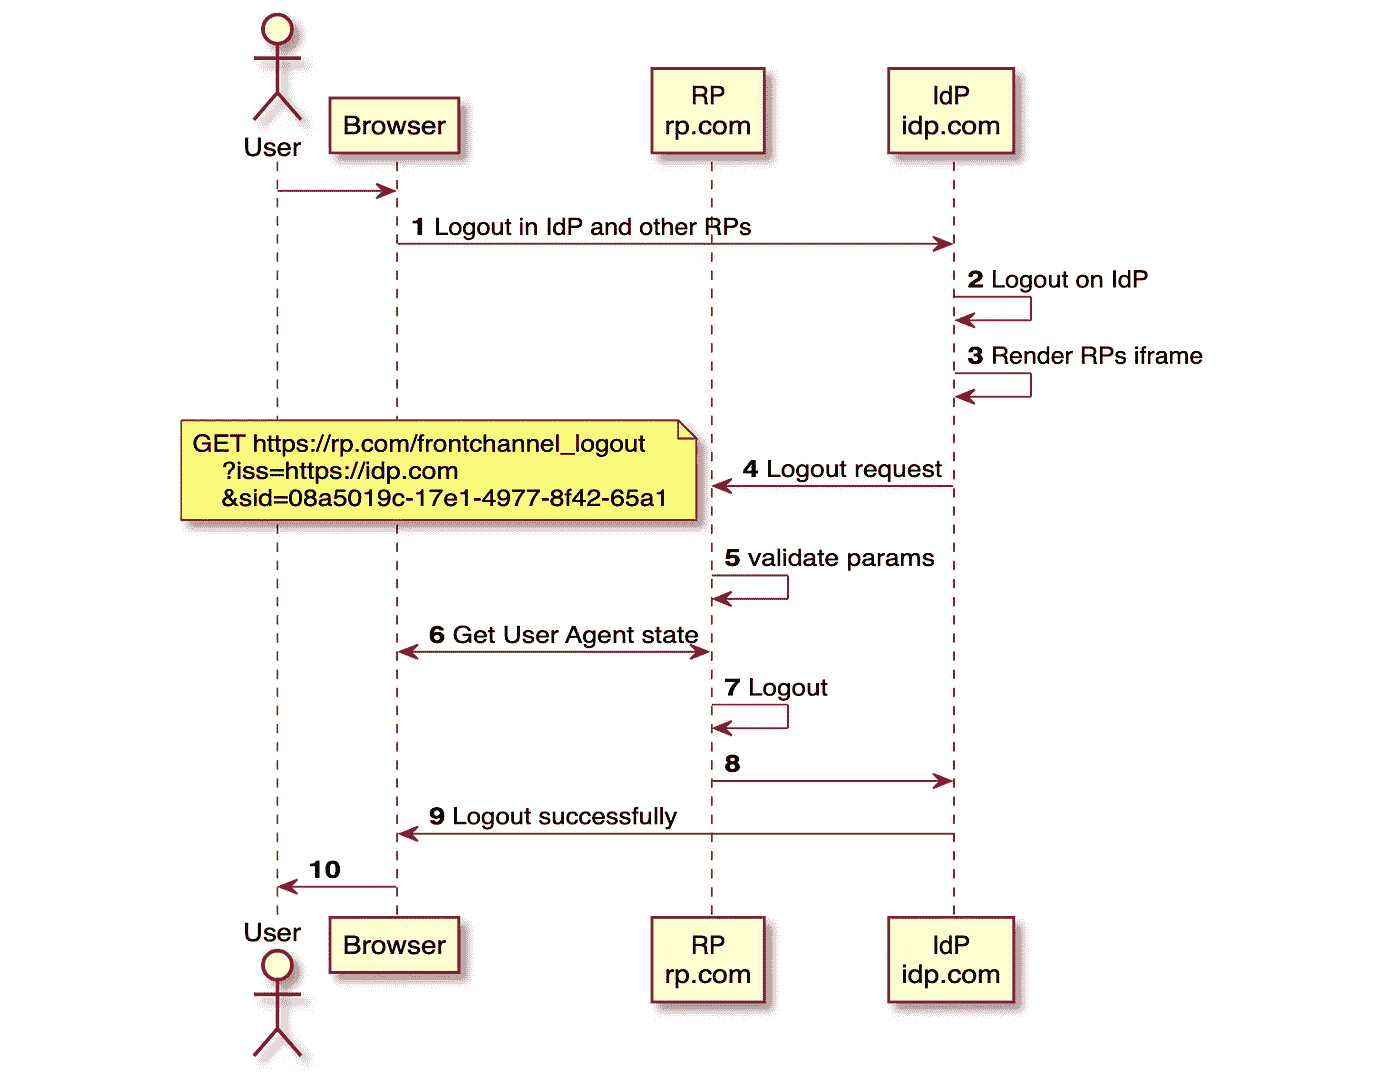 User
Browser
RP
rp.com
IdP
idp.com
1 Logout in IdP and other RPs
2 Logout on IdP
3 Render RPs iframe
GET https://rp.com/frontchannel_logout
?iss=https://idp.com
&sid=08a5019c-17e1-4977-8f42-65a1
4 Logout request
5 validate params
6 Get User Agent state
7 Logout
8
9 Logout successfully
10
User
Browser
RP
rp.com
IdP
idp.com